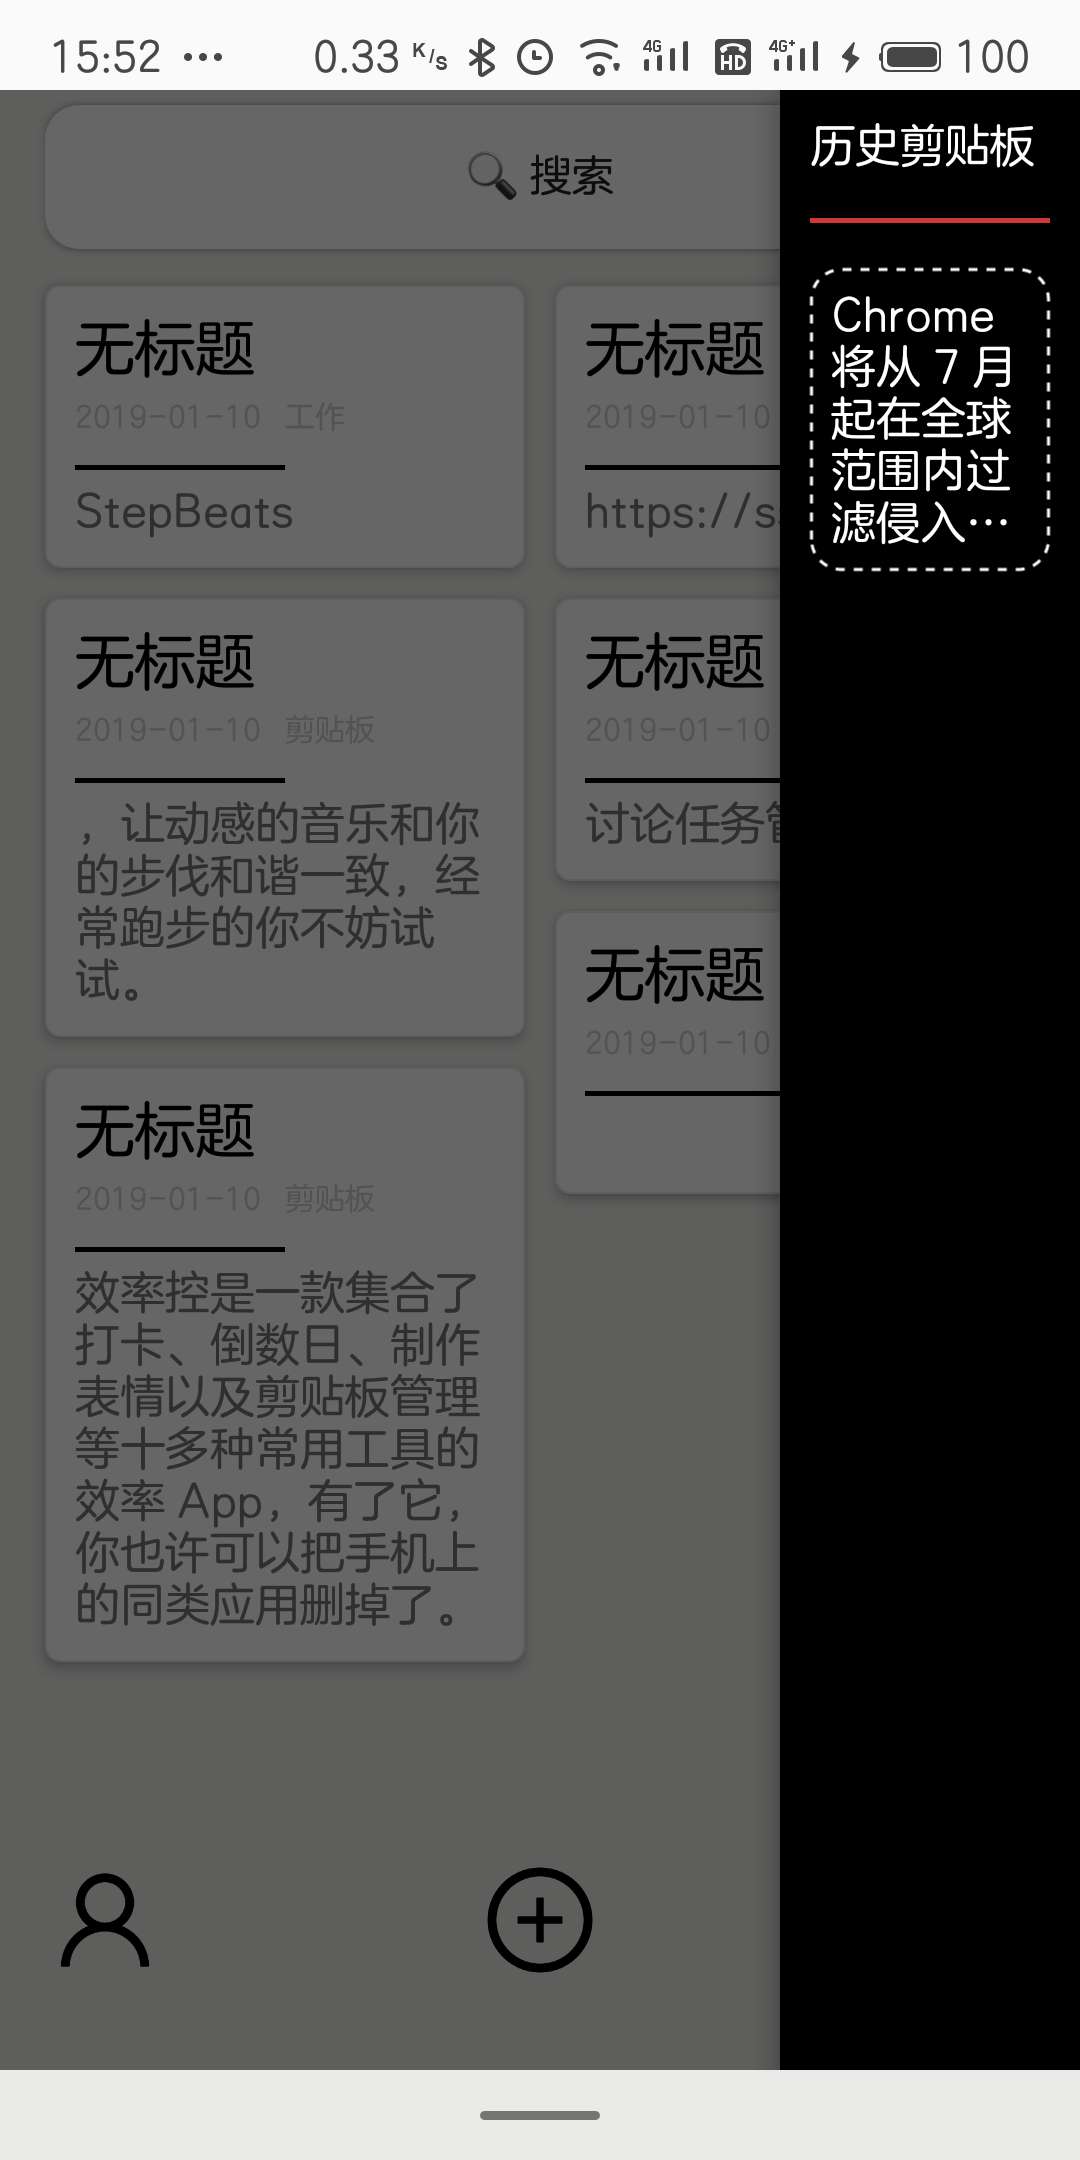 15:52 ··· 0.33 K/s 4G HD 4G+ 100
🔍 搜索
无标题
2019-01-10 工作
StepBeats
无标题
2019-01-10 剪贴板
，让动感的音乐和你
的步伐和谐一致，经
常跑步的你不妨试
试。
无标题
2019-01-10 剪贴板
效率控是一款集合了
打卡、倒数日、制作
表情以及剪贴板管理
等十多种常用工具的
效率 App，有了它，
你也许可以把手机上
的同类应用删掉了。
无标题
2019-01-10
https://s
无标题
2019-01-10
讨论任务
无标题
2019-01-10
历史剪贴板
Chrome
将从 7 月
起在全球
范围内过
滤侵入…